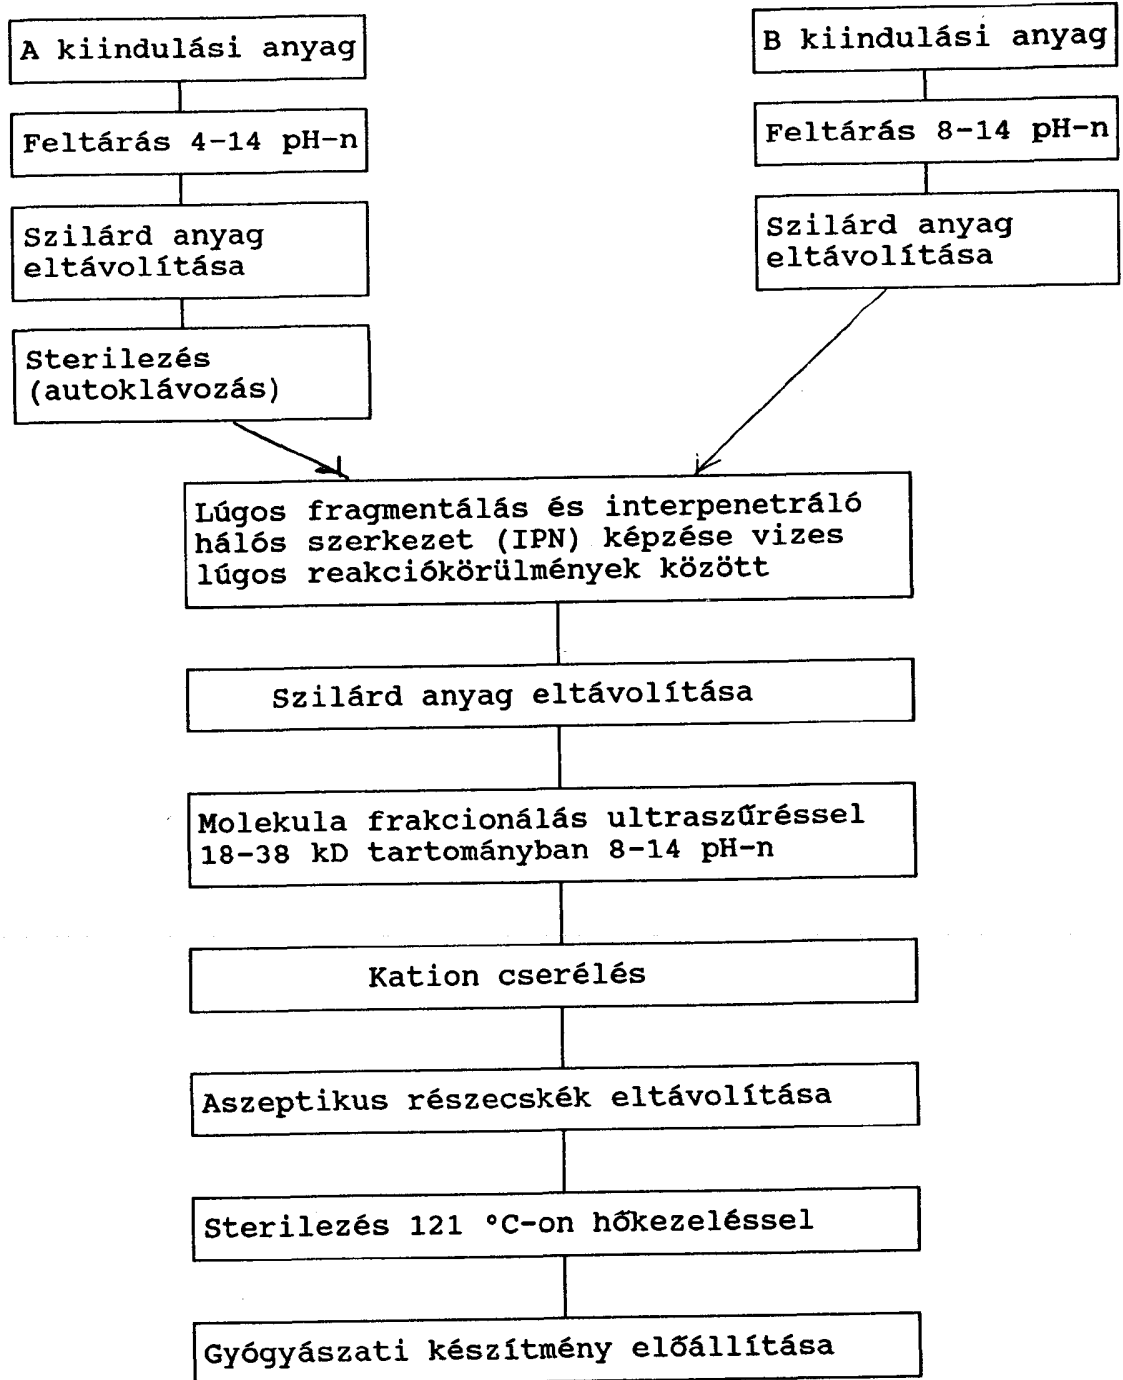 A kiindulási anyag
Feltárás 4-14 pH-n
Szilárd anyag
eltávolítása
Sterilezés
(autoklávozás)
B kiindulási anyag
Feltárás 8-14 pH-n
Szilárd anyag
eltávolítása
Lúgos fragmentálás és interpenetráló
hálós szerkezet (IPN) képzése vizes
lúgos reakciókörülmények között
Szilárd anyag eltávolítása
Molekula frakcionálás ultraszűréssel
18-38 kD tartományban 8-14 pH-n
Kation cserélés
Aszeptikus részecskék eltávolítása
Sterilezés 121 °C-on hőkezeléssel
Gyógyászati készítmény előállítása